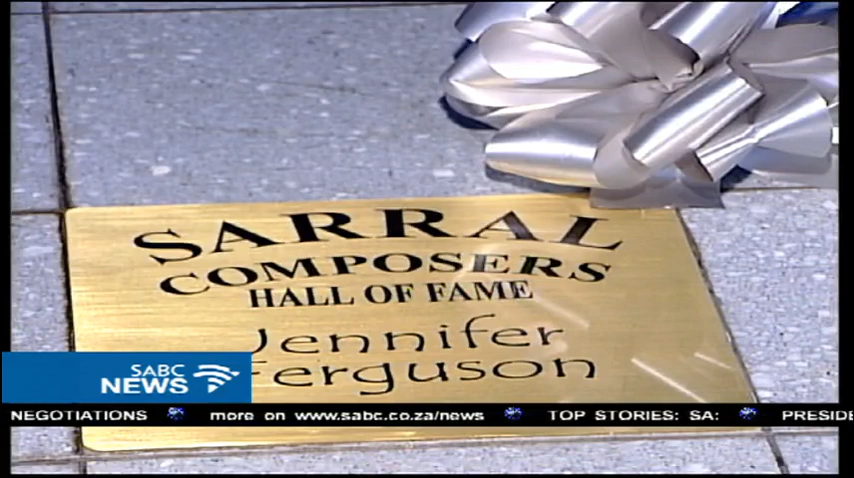 SARRAL
COMPOSERS
HALL OF FAME
Jennifer
Ferguson
SABC
NEWS
NEGOTIATIONS more on www.sabc.co.za/news TOP STORIES: SA: PRESIDE